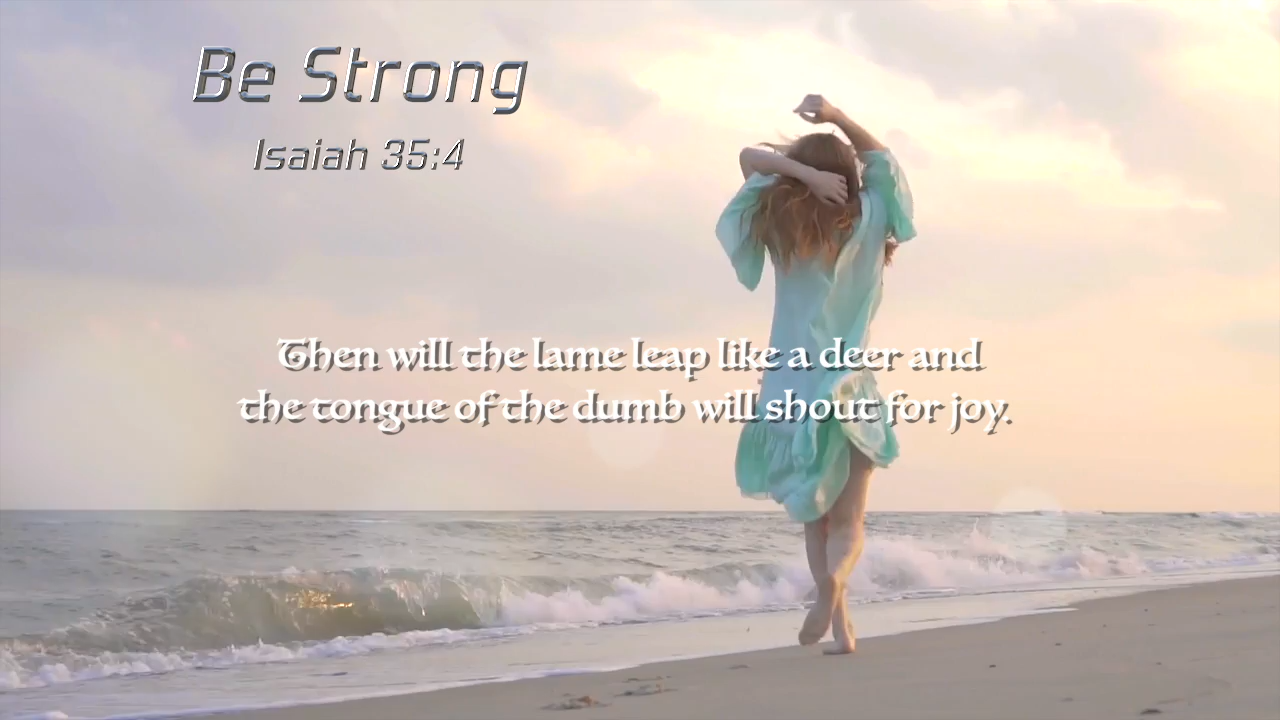 Be Strong
Isaiah 35:4
Then will the lame leap like a deer and
the tongue of the dumb will shout for joy.